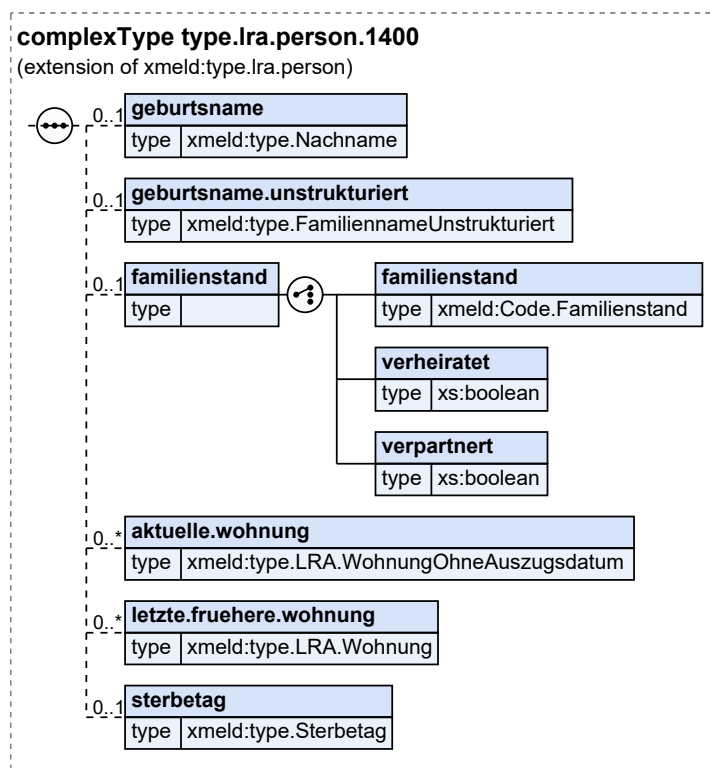 complexType type.lra.person.1400
(extension of xmeld:type.lra.person)
0..1 geburtsname
type xmeld:type.Nachname
0..1 geburtsname.unstrukturiert
type xmeld:type.FamiliennameUnstrukturiert
0..1 familienstand
type
familienstand
type xmeld:Code.Familienstand
verheiratet
type xs:boolean
verpartnert
type xs:boolean
0..* aktuelle.wohnung
type xmeld:type.LRA.WohnungOhneAuszugsdatum
0..* letzte.fruehere.wohnung
type xmeld:type.LRA.Wohnung
0..1 sterbetag
type xmeld:type.Sterbetag